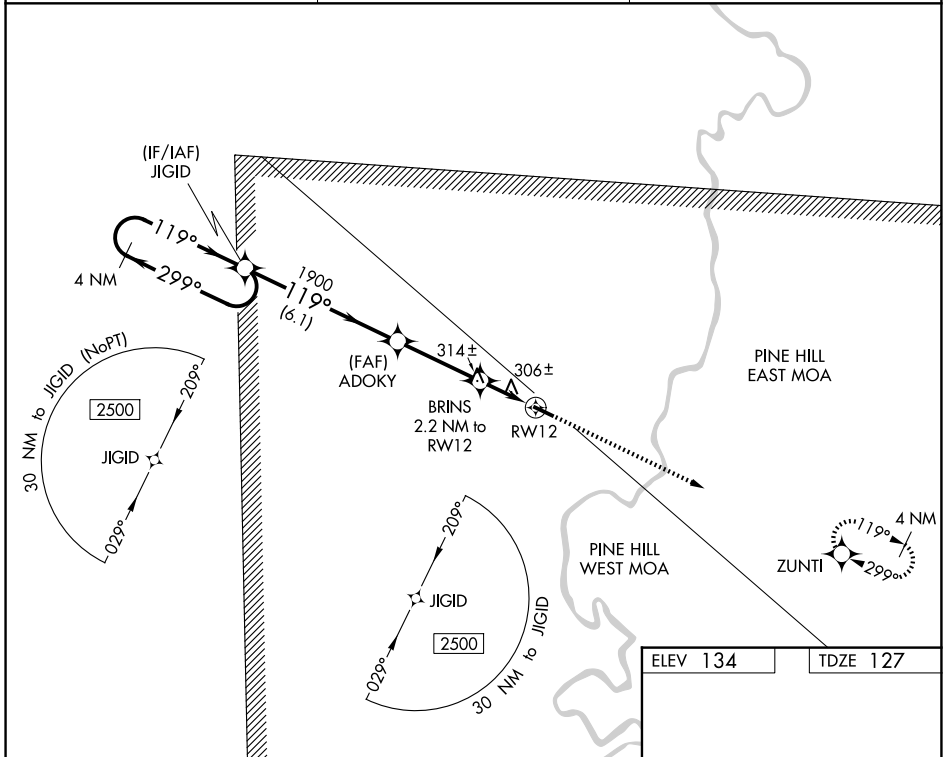 (IF/IAF)
JIGID
119°
4 NM
299°
1900
119°
(6.1)
(FAF)
ADOKY
314±
306±
BRINS
2.2 NM to
RW12
RW12
PINE HILL
EAST MOA
30 NM to JIGID (NoPT)
209°
2500
JIGID
029°
209°
JIGID
2500
029°
30 NM to JIGID
PINE HILL
WEST MOA
ZUNTI
119°
4 NM
299°
ELEV 134
TDZE 127